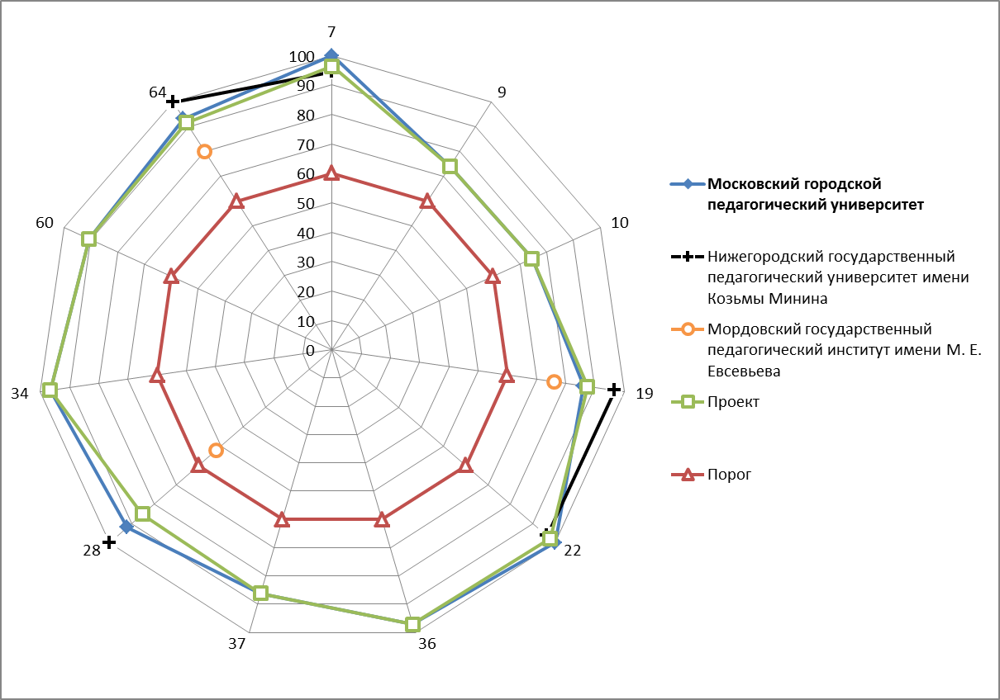 7
100
90
80
70
60
50
40
30
20
10
0
9
10
19
22
36
37
28
34
60
64
Московский городской
педагогический университет
Нижегородский государственный
педагогический университет имени
Козьмы Минина
Мордовский государственный
педагогический институт имени М. Е.
Евсевьева
Проект
Порог